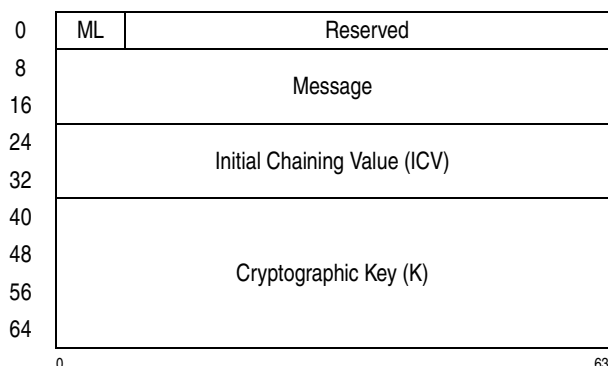 0 ML Reserved
8
Message
16
24
Initial Chaining Value (ICV)
32
40
48
Cryptographic Key (K)
56
64
0 63